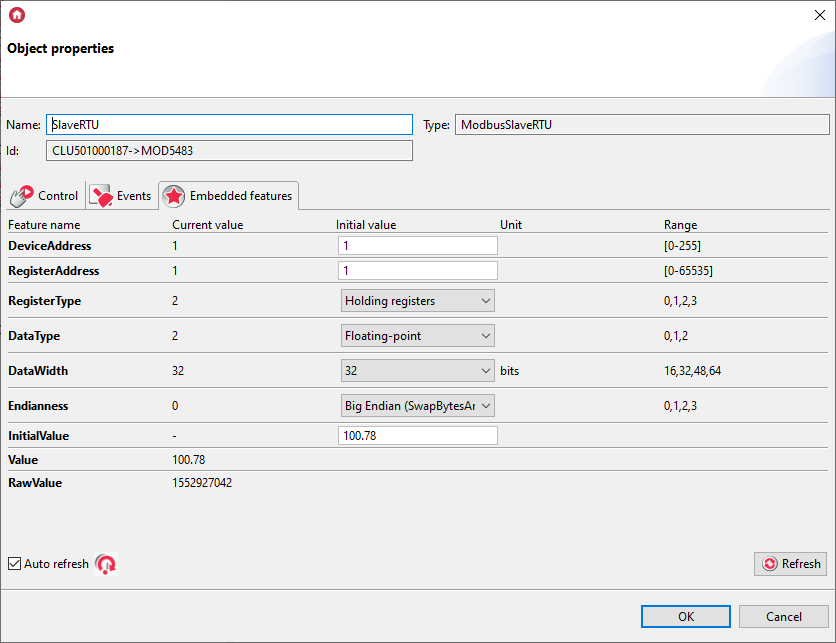 Object properties
Name: SlaveRTU Type: ModbusSlaveRTU
Id: CLU501000187->MOD5483
Control Events Embedded features
Feature name Current value Initial value Unit Range
DeviceAddress 1 1 [0-255]
RegisterAddress 1 1 [0-65535]
RegisterType 2 Holding registers 0,1,2,3
DataType 2 Floating-point 0,1,2
DataWidth 32 32 bits 16,32,48,64
Endianness 0 Big Endian (SwapBytesAr 0,1,2,3
InitialValue - 100.78
Value 100.78
RawValue 1552927042
Auto refresh Refresh
OK Cancel